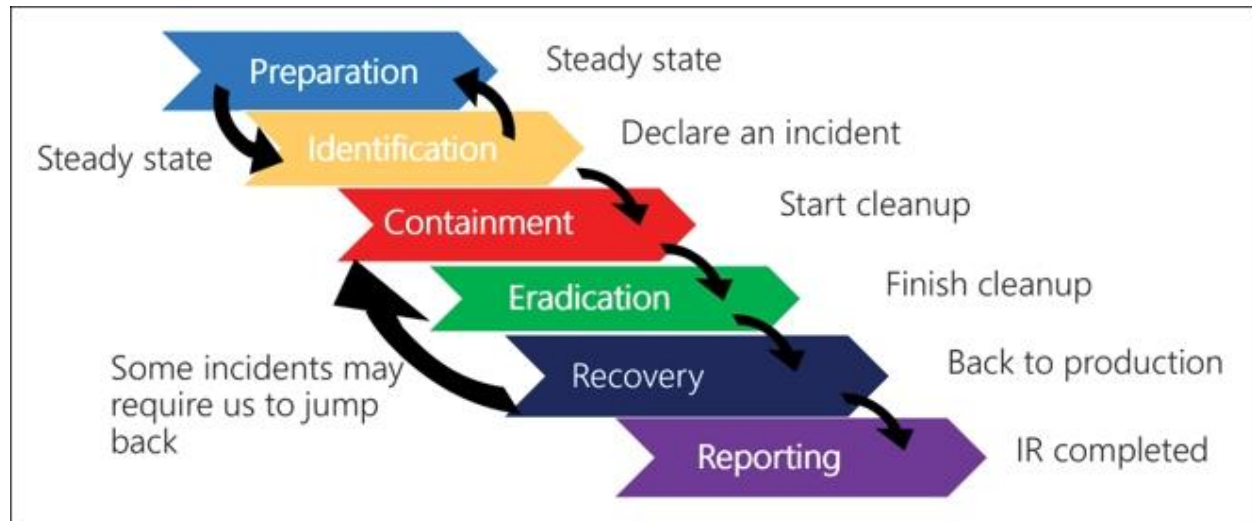 Preparation
Steady state
Steady state
Identification
Declare an incident
Containment
Start cleanup
Eradication
Finish cleanup
Some incidents may
require us to jump
back
Recovery
Back to production
Reporting
IR completed